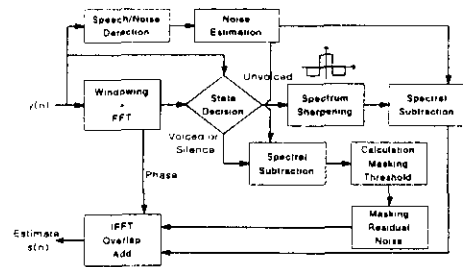 Speech/Noise
Detection
Noise
Estimation
Unvoiced
y(n)
Windowing
+
FFT
State
Decision
Spectrum
Sharpening
Spectral
Subtraction
Voiced or
Silence
Spectral
Subtraction
Calculation
Masking
Threshold
Phase
Masking
Residual
Noise
Estimate
s(n)
IFFT
Overlap
Add